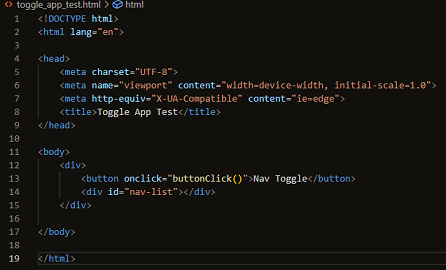 <> toggle_app_test.html > html
1 <!DOCTYPE html>
2 <html lang="en">
3
4 <head>
5     <meta charset="UTF-8">
6     <meta name="viewport" content="width=device-width, initial-scale=1.0">
7     <meta http-equiv="X-UA-Compatible" content="ie=edge">
8     <title>Toggle App Test</title>
9 </head>
10
11 <body>
12     <div>
13         <button onclick="buttonClick()">Nav Toggle</button>
14         <div id="nav-list"></div>
15     </div>
16
17 </body>
18
19 </html>